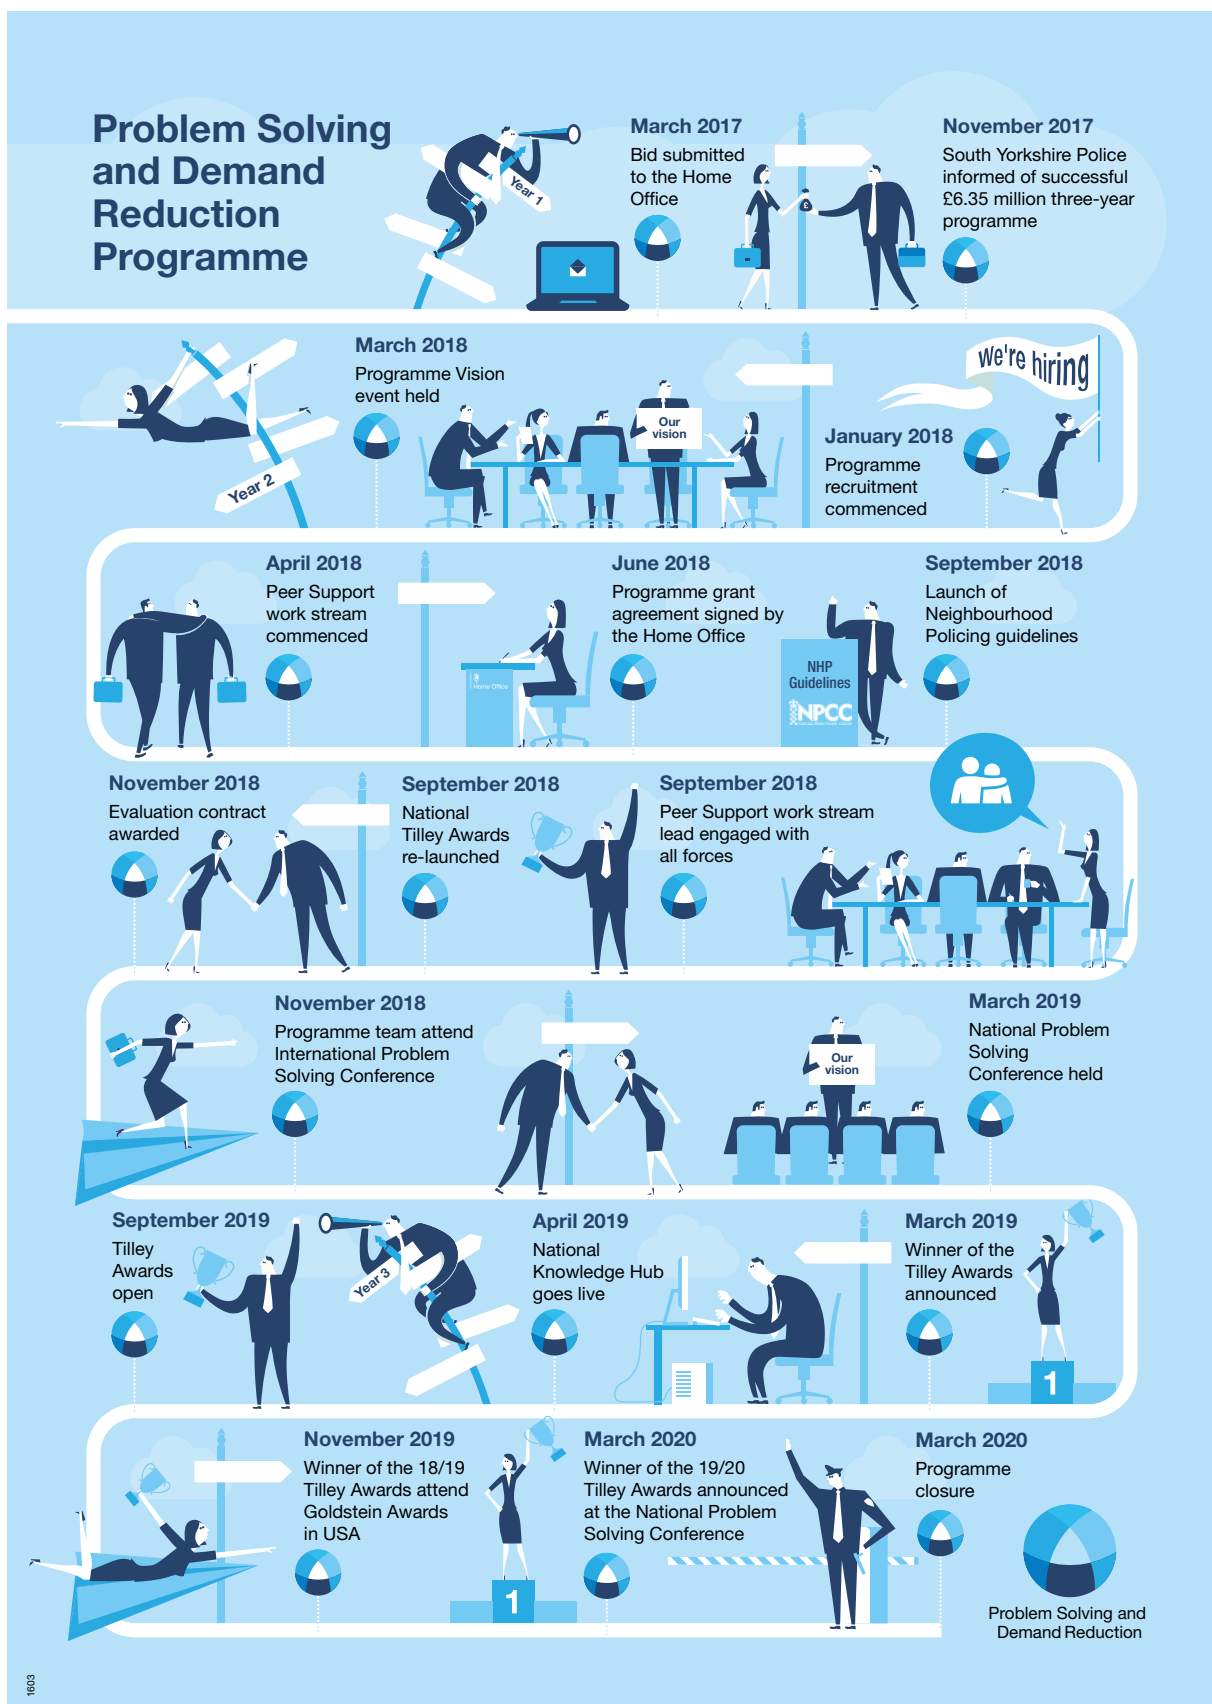 Problem Solving
and Demand
Reduction
Programme
Year 1
March 2017
Bid submitted
to the Home
Office
£
November 2017
South Yorkshire Police
informed of successful
£6.35 million three-year
programme
we're hiring
January 2018
Programme
recruitment
commenced
March 2018
Programme Vision
event held
Our
vision
Year 2
April 2018
Peer Support
work stream
commenced
Home Office
June 2018
Programme grant
agreement signed by
the Home Office
NHP
Guidelines
NPCC
September 2018
Launch of
Neighbourhood
Policing guidelines
September 2018
Peer Support work stream
lead engaged with
all forces
September 2018
National
Tilley Awards
re-launched
November 2018
Evaluation contract
awarded
November 2018
Programme team attend
International Problem
Solving Conference
Our
vision
March 2019
National Problem
Solving
Conference held
March 2019
Winner of the
Tilley Awards
announced
1
April 2019
National
Knowledge Hub
goes live
Year 3
September 2019
Tilley
Awards
open
November 2019
Winner of the 18/19
Tilley Awards attend
Goldstein Awards
in USA
1
March 2020
Winner of the 19/20
Tilley Awards announced
at the National Problem
Solving Conference
March 2020
Programme
closure
Problem Solving and
Demand Reduction
1603